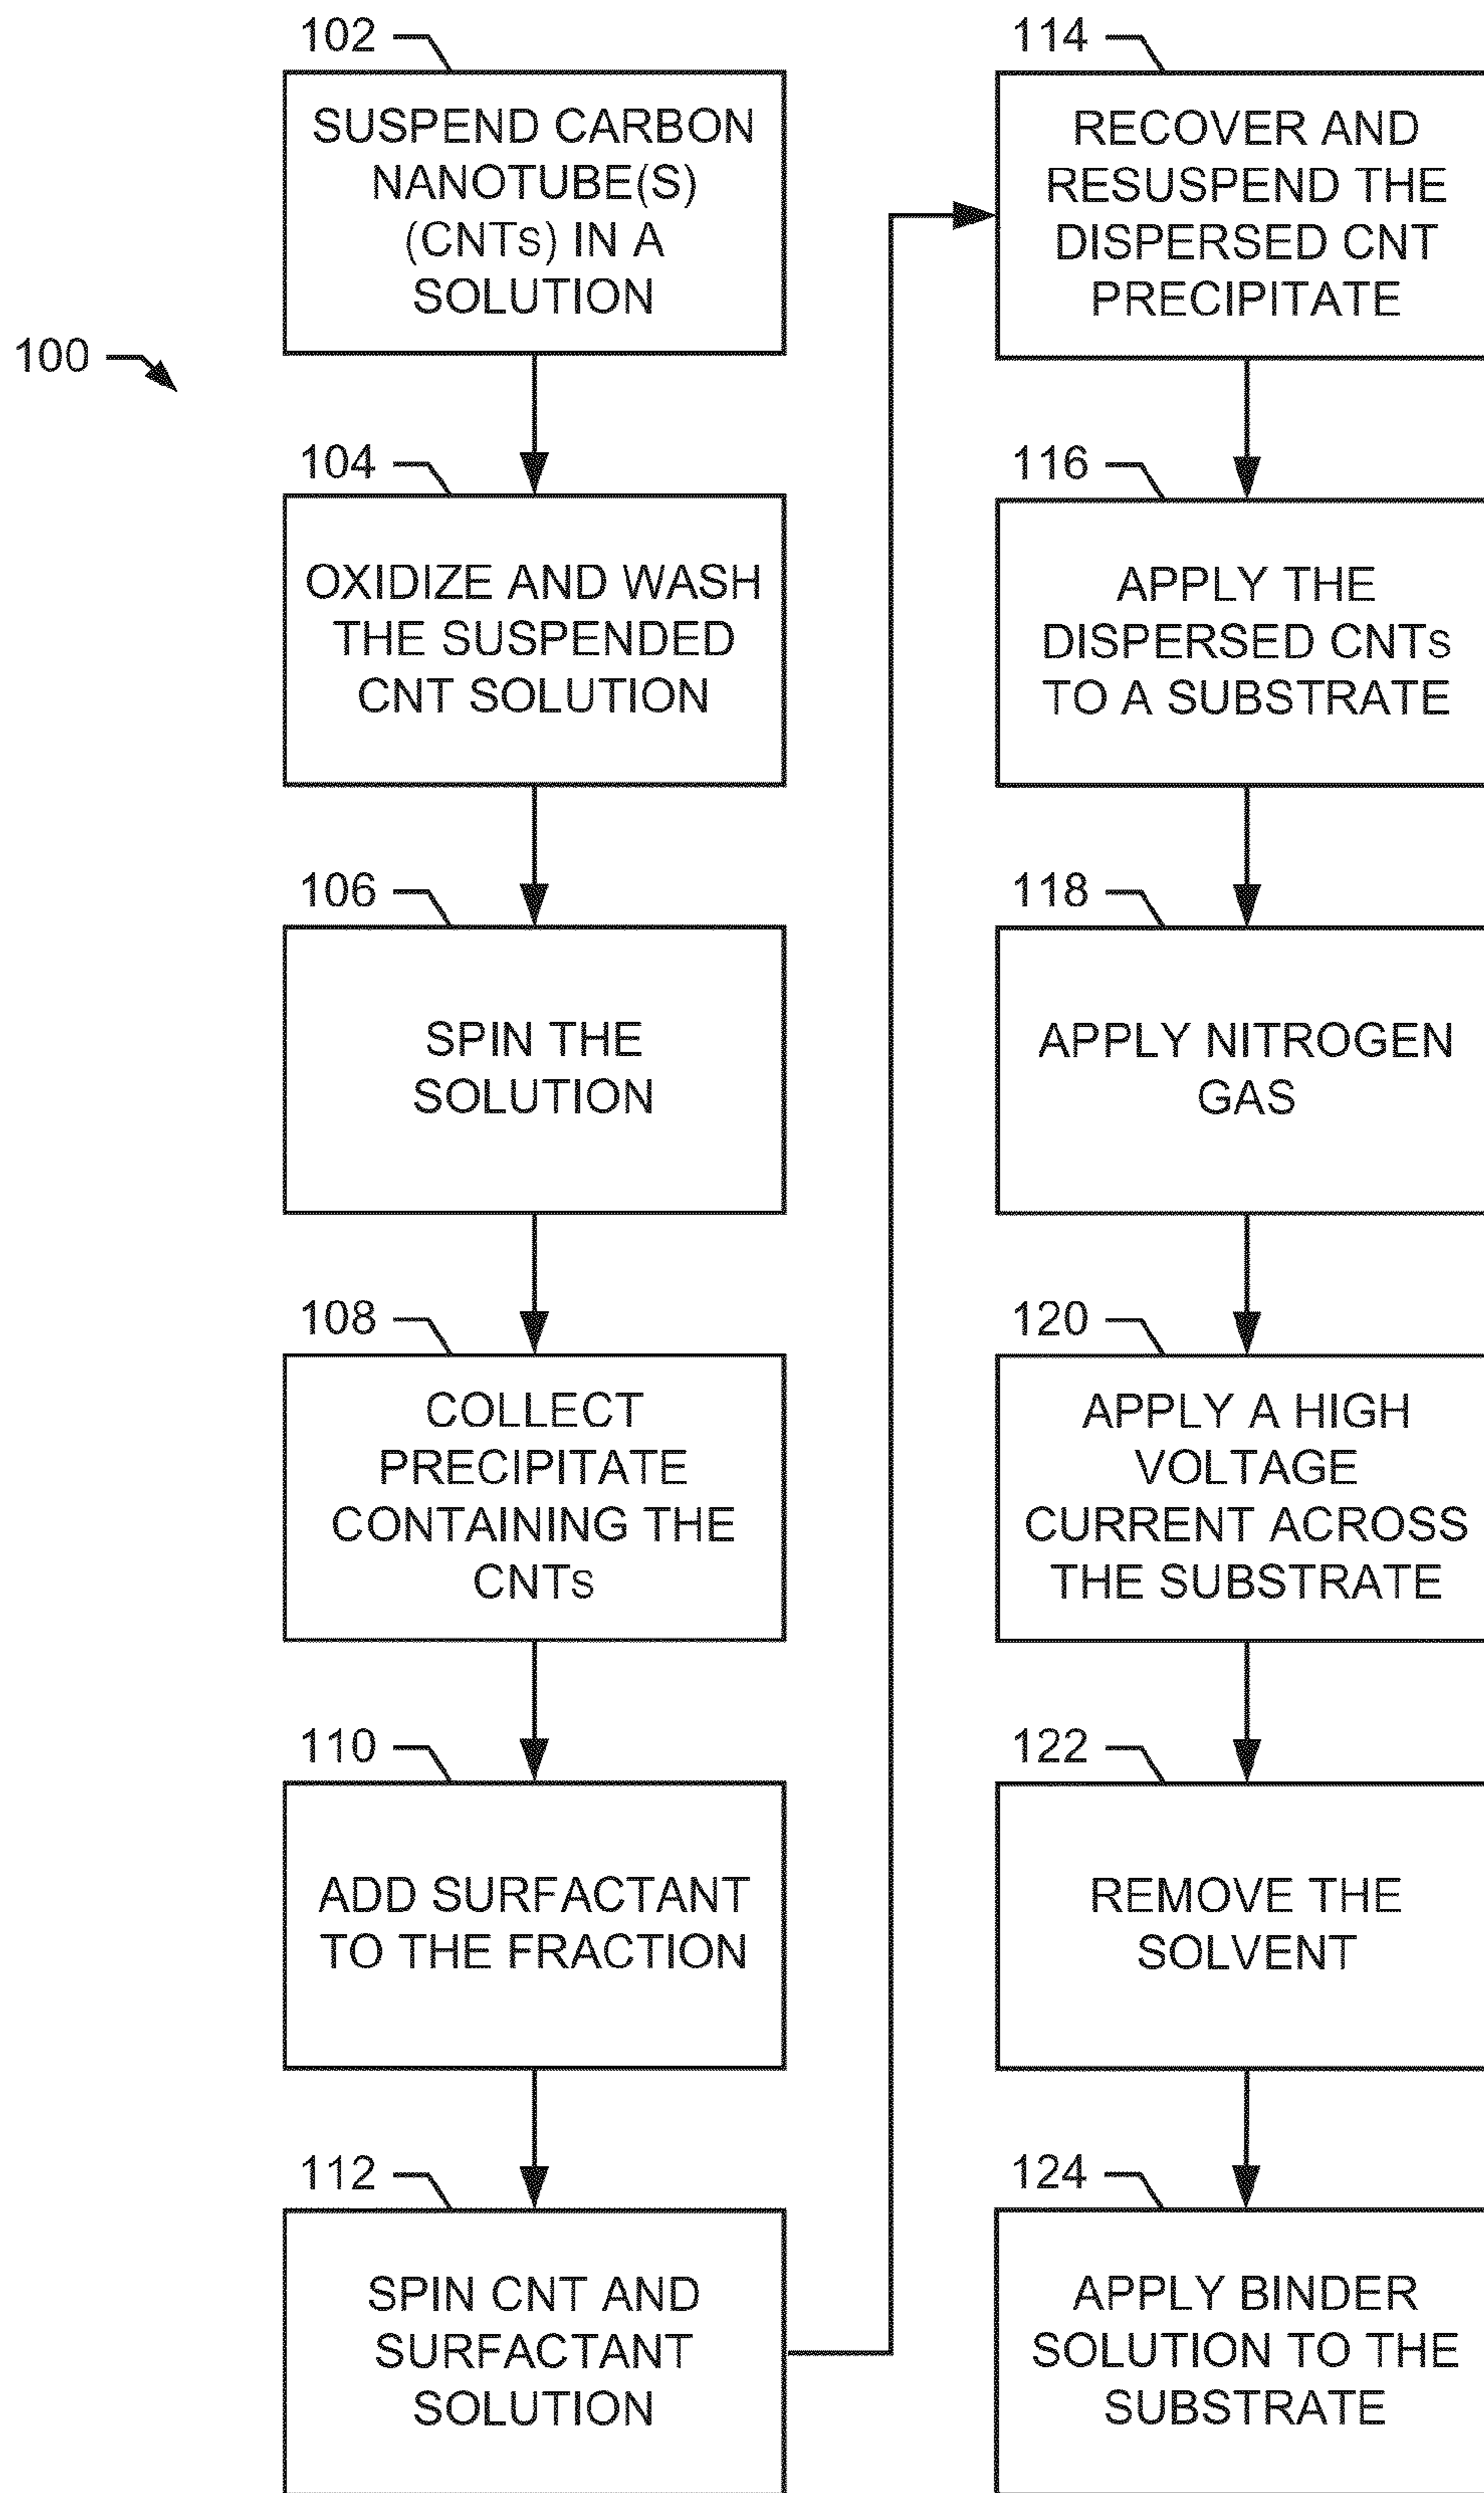 102
SUSPEND CARBON
NANOTUBE(S)
(CNTs) IN A
SOLUTION
100
104
OXIDIZE AND WASH
THE SUSPENDED
CNT SOLUTION
106
SPIN THE
SOLUTION
108
COLLECT
PRECIPITATE
CONTAINING THE
CNTs
110
ADD SURFACTANT
TO THE FRACTION
112
SPIN CNT AND
SURFACTANT
SOLUTION
114
RECOVER AND
RESUSPEND THE
DISPERSED CNT
PRECIPITATE
116
APPLY THE
DISPERSED CNTs
TO A SUBSTRATE
118
APPLY NITROGEN
GAS
120
APPLY A HIGH
VOLTAGE
CURRENT ACROSS
THE SUBSTRATE
122
REMOVE THE
SOLVENT
124
APPLY BINDER
SOLUTION TO THE
SUBSTRATE